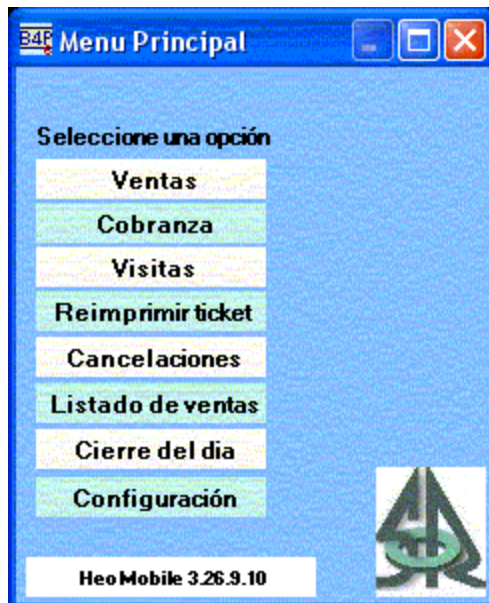 B4P Menu Principal
Seleccione una opción
Ventas
Cobranza
Visitas
Reimprimir ticket
Cancelaciones
Listado de ventas
Cierre del dia
Configuración
Heo Mobile 3.26.9.10